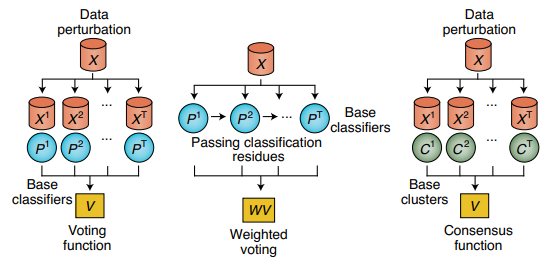 Data
perturbation
X
...
X1 X2 XT
P1 P2 ... PT
Base
classifiers
V
Voting
function
X
P1 P2 ... PT
Base
classifiers
Passing classification
residues
WV
Weighted
voting
Data
perturbation
X
...
X1 X2 XT
C1 C2 ... CT
Base
clusters
V
Consensus
function